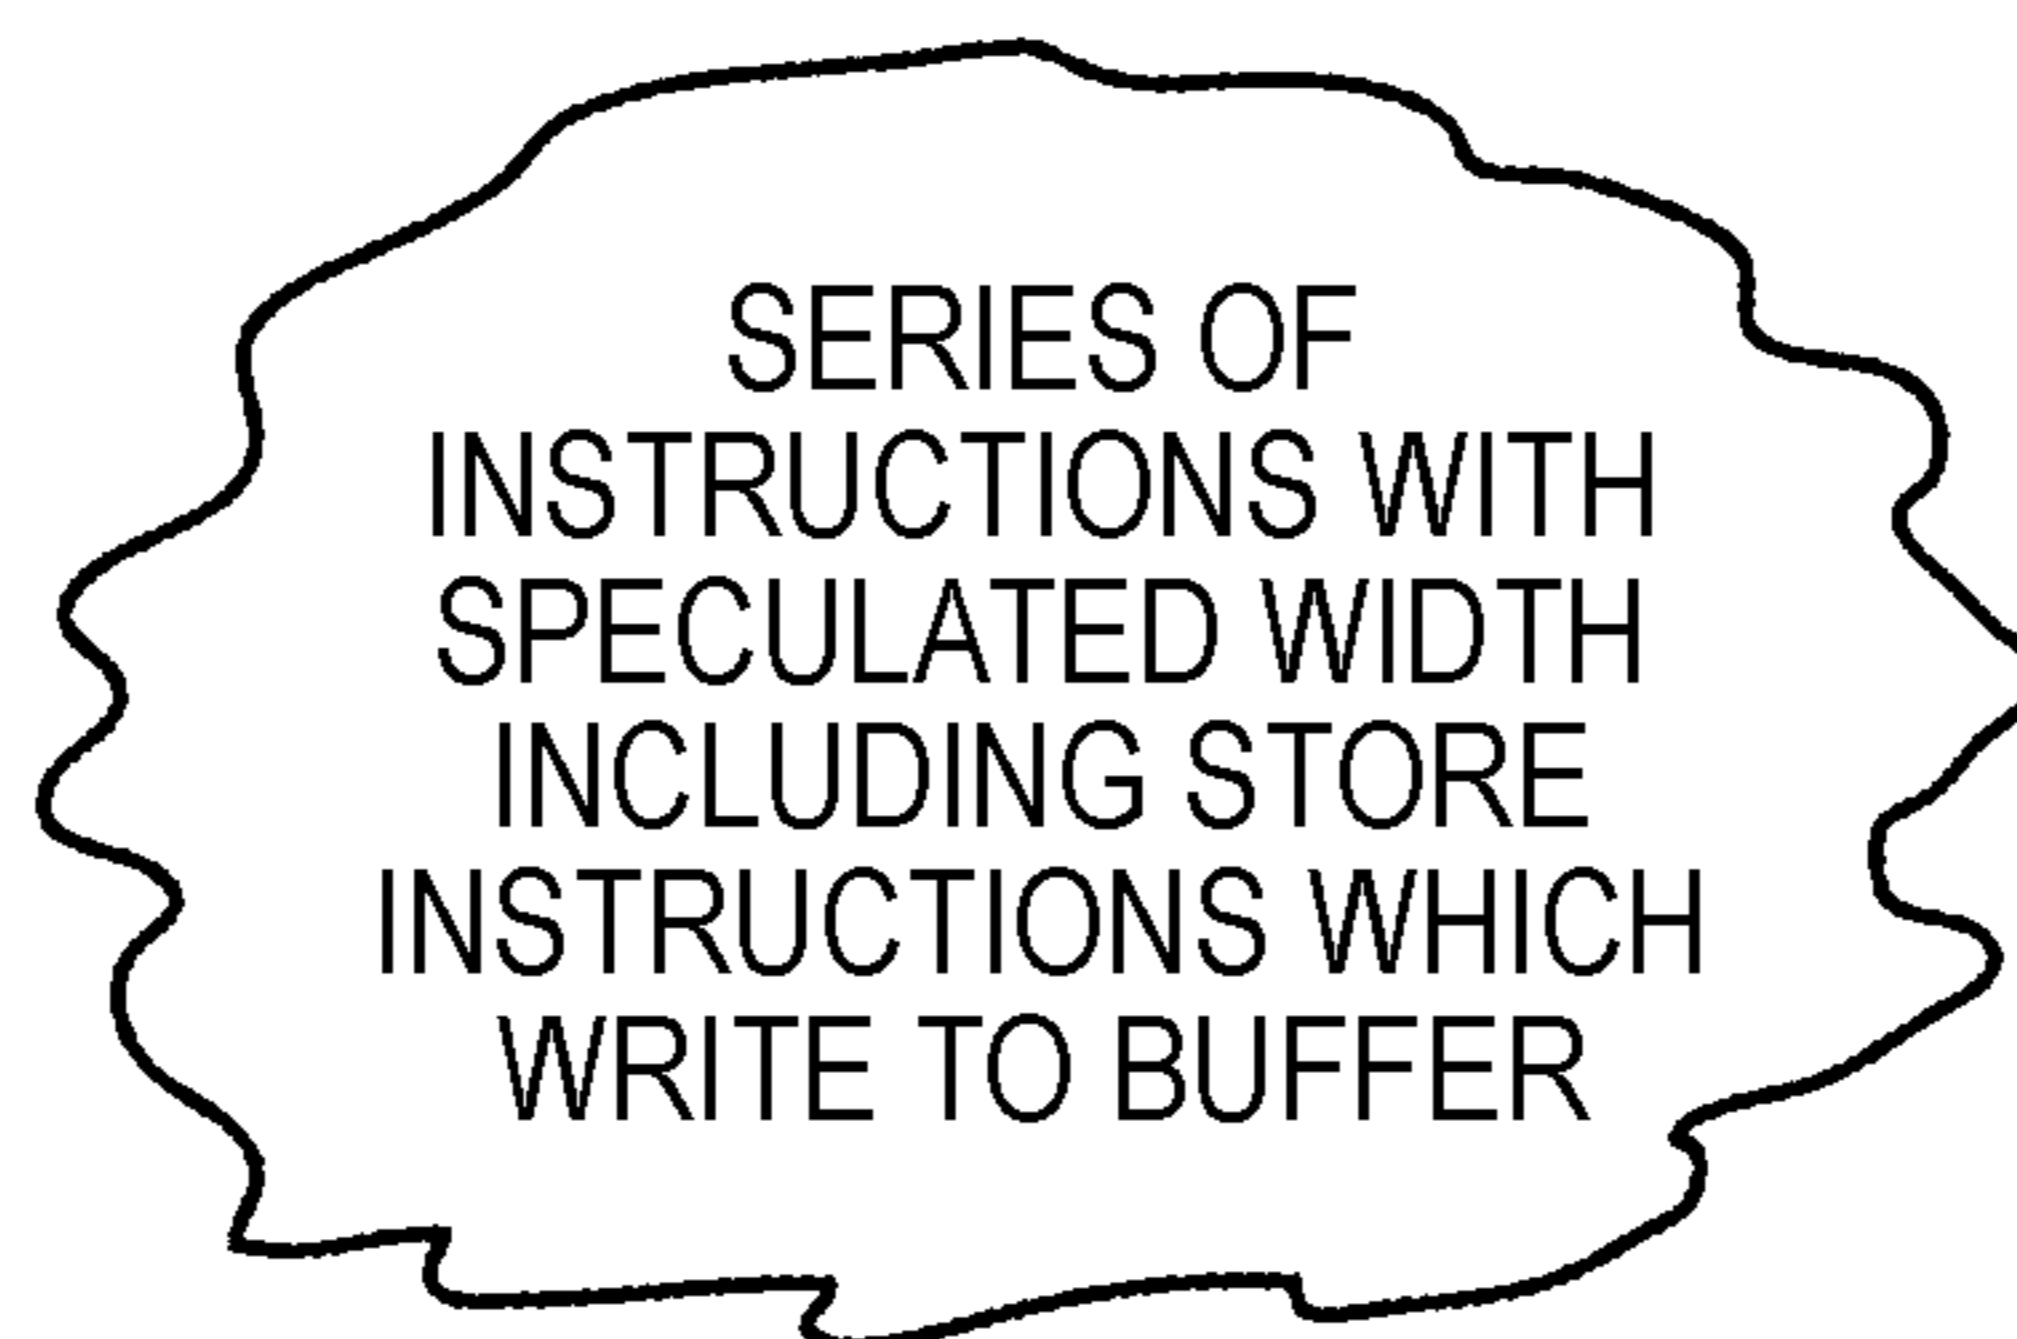 SERIES OF
INSTRUCTIONS WITH
SPECULATED WIDTH
INCLUDING STORE
INSTRUCTIONS WHICH
WRITE TO BUFFER